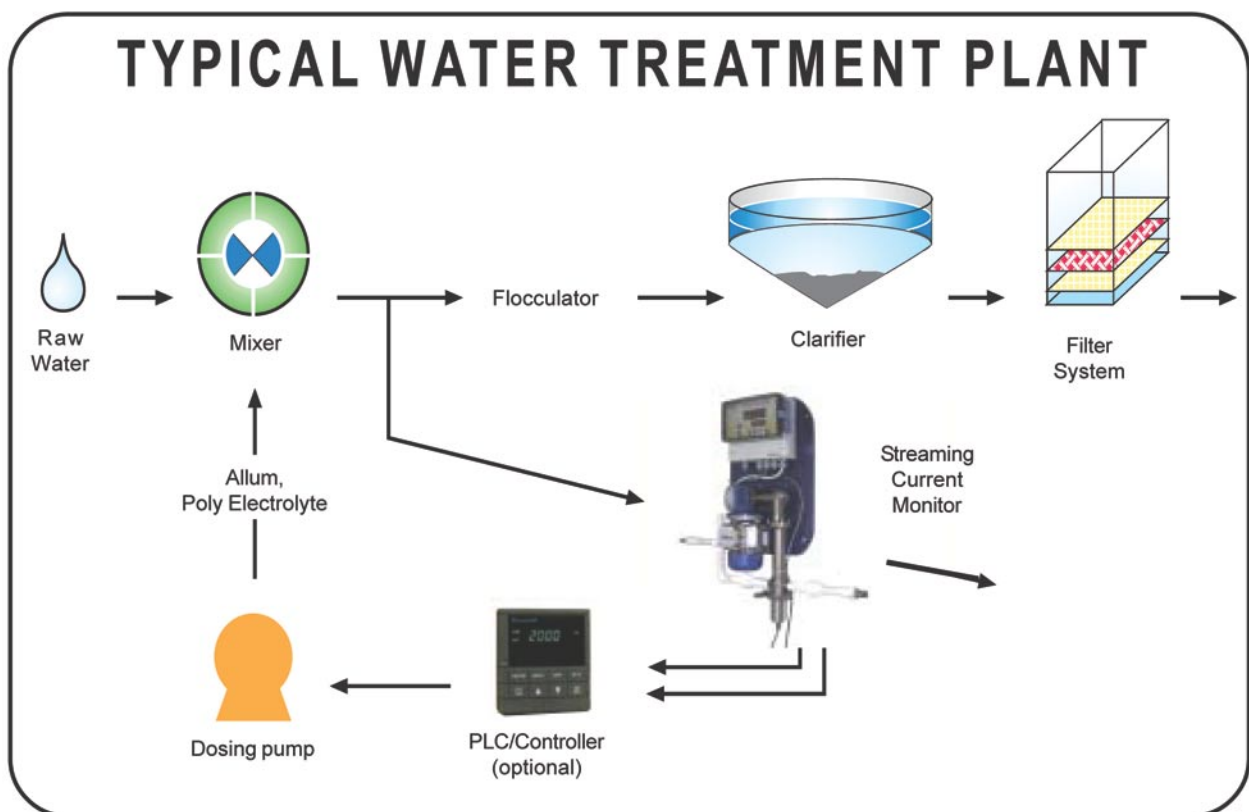 TYPICAL WATER TREATMENT PLANT
Raw
Water
Mixer
Flocculator
Clarifier
Filter
System
Allum,
Poly Electrolyte
Streaming
Current
Monitor
2000
Dosing pump
PLC/Controller
(optional)